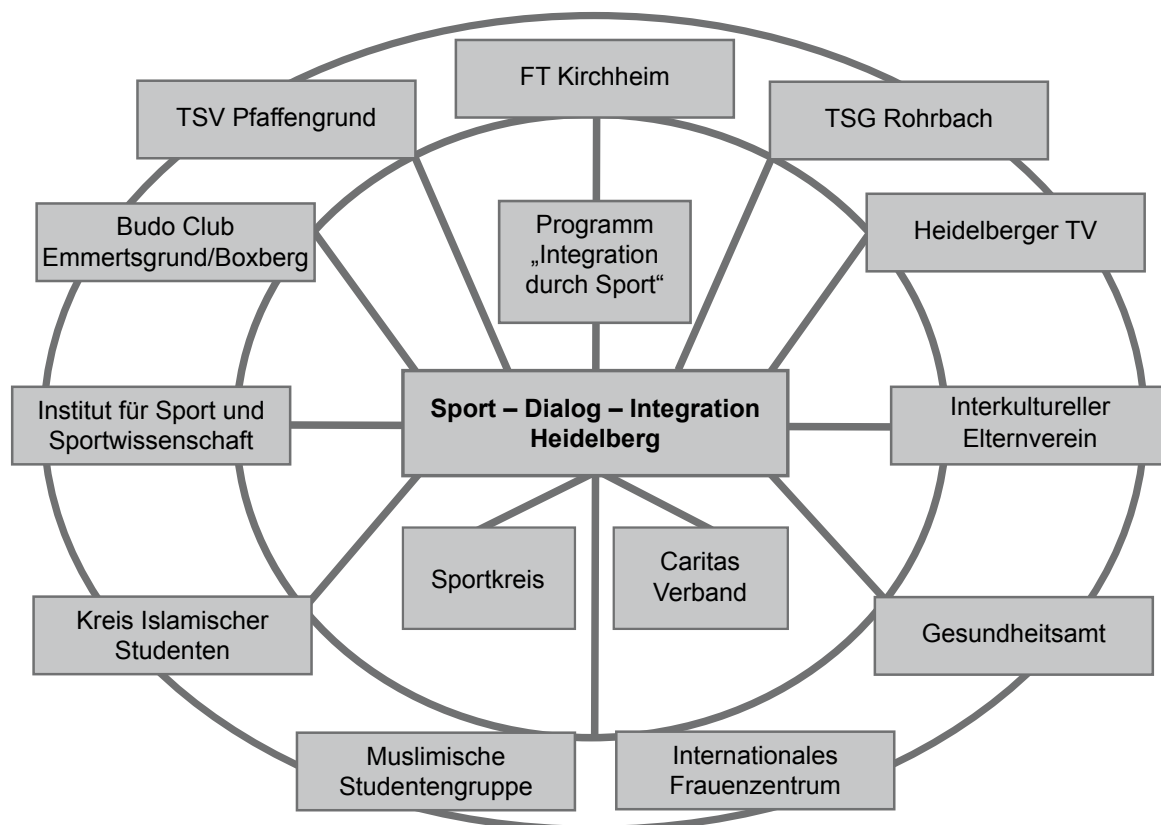 FT Kirchheim
TSV Pfaffengrund
TSG Rohrbach
Budo Club
Emmertsgrund/Boxberg
Programm
„Integration
durch Sport“
Heidelberger TV
Institut für Sport und
Sportwissenschaft
Sport – Dialog – Integration
Heidelberg
Interkultureller
Elternverein
Sportkreis
Caritas
Verband
Kreis Islamischer
Studenten
Gesundheitsamt
Muslimische
Studentengruppe
Internationales
Frauenzentrum